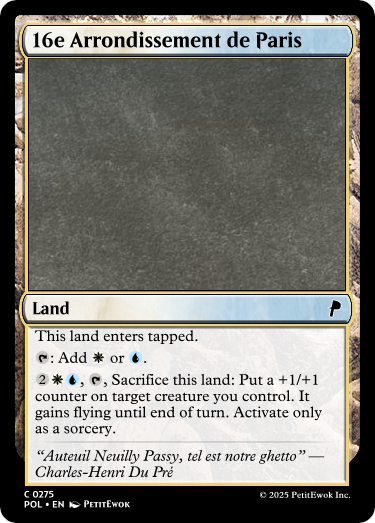 16e Arrondissement de Paris
Land
This land enters tapped.
: Add or .
2 , , Sacrifice this land: Put a +1/+1
counter on target creature you control. It
gains flying until end of turn. Activate only
as a sorcery.
“Auteuil Neuilly Passy, tel est notre ghetto” —
Charles-Henri Du Pré
C 0275
POL • EN PetitEwok
© 2025 PetitEwok Inc.